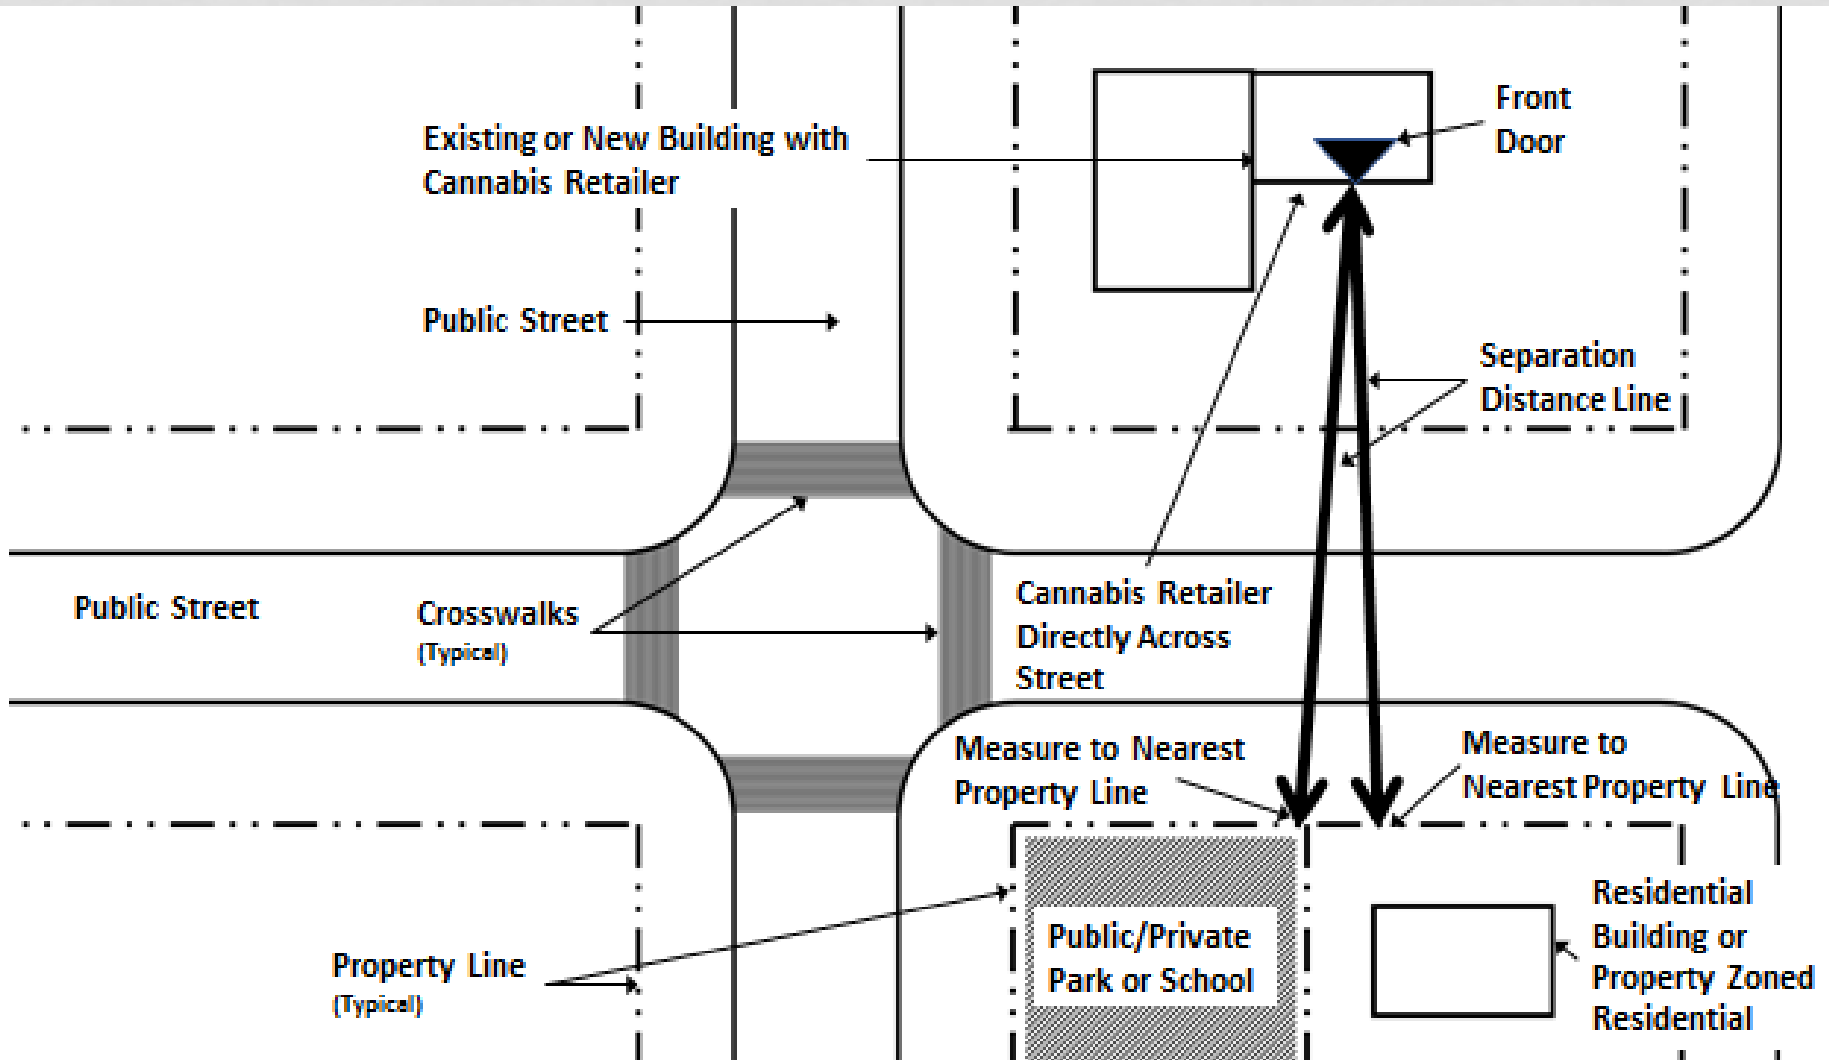 Front
Door
Existing or New Building with
Cannabis Retailer
Public Street
Separation
Distance Line
Public Street
Crosswalks
(Typical)
Cannabis Retailer
Directly Across
Street
Measure to Nearest
Property Line
Measure to
Nearest Property Line
Public/Private
Park or School
Residential
Building or
Property Zoned
Residential
Property Line
(Typical)